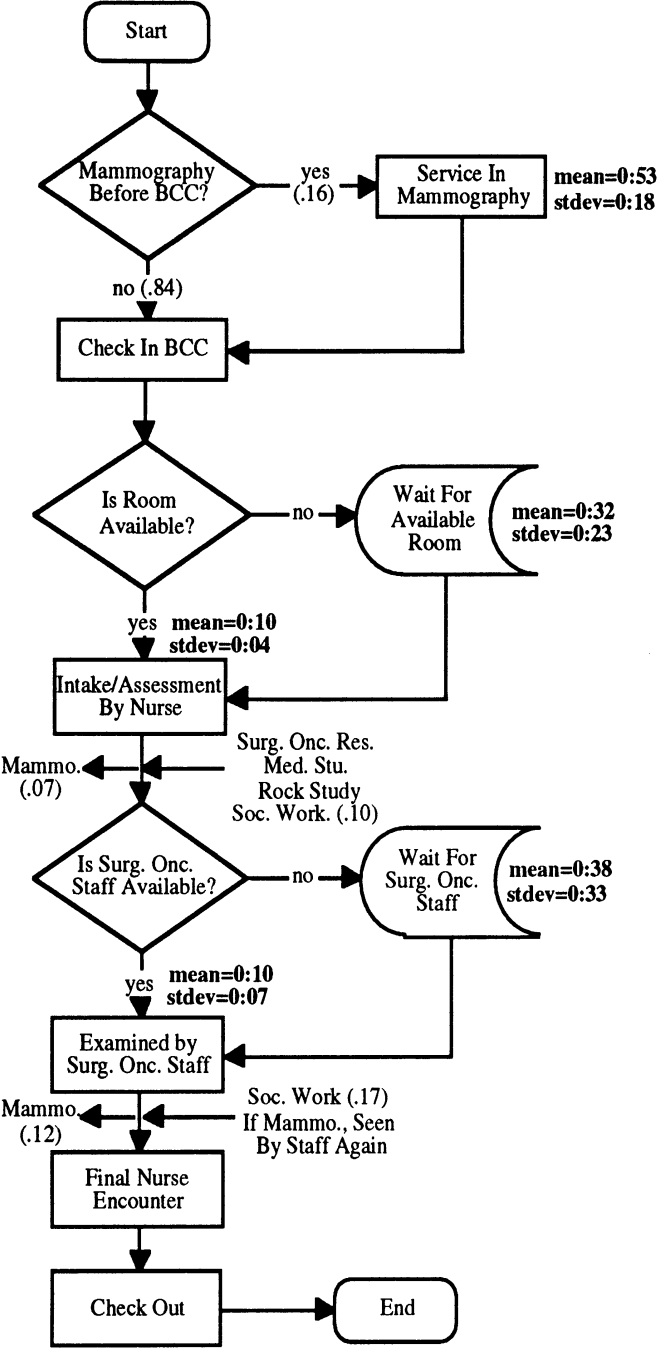 Start
Mammography
Before BCC?
yes
(.16)
Service In
Mammography
mean=0:53
stdev=0:18
no (.84)
Check In BCC
Is Room
Available?
no
Wait For
Available
Room
mean=0:32
stdev=0:23
yes
mean=0:10
stdev=0:04
Intake/Assessment
By Nurse
Mammo.
(.07)
Surg. Onc. Res.
Med. Stu.
Rock Study
Soc. Work. (.10)
Is Surg. Onc.
Staff Available?
no
Wait For
Surg. Onc.
Staff
mean=0:38
stdev=0:33
yes
mean=0:10
stdev=0:07
Examined by
Surg. Onc. Staff
Mammo.
(.12)
Soc. Work (.17)
If Mammo., Seen
By Staff Again
Final Nurse
Encounter
Check Out
End